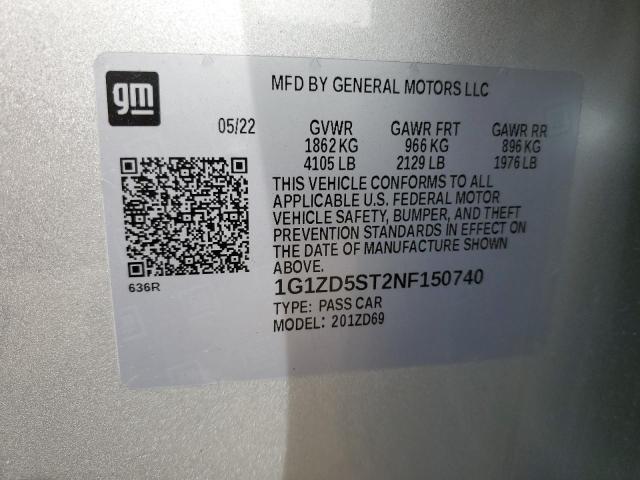 gm
MFD BY GENERAL MOTORS LLC
05/22 GVWR GAWR FRT GAWR RR
1862 KG 966 KG 896 KG
4105 LB 2129 LB 1976 LB
THIS VEHICLE CONFORMS TO ALL
APPLICABLE U.S. FEDERAL MOTOR
VEHICLE SAFETY, BUMPER, AND THEFT
PREVENTION STANDARDS IN EFFECT ON
THE DATE OF MANUFACTURE SHOWN
ABOVE.
636R
1G1ZD5ST2NF150740
TYPE: PASS CAR
MODEL: 201ZD69